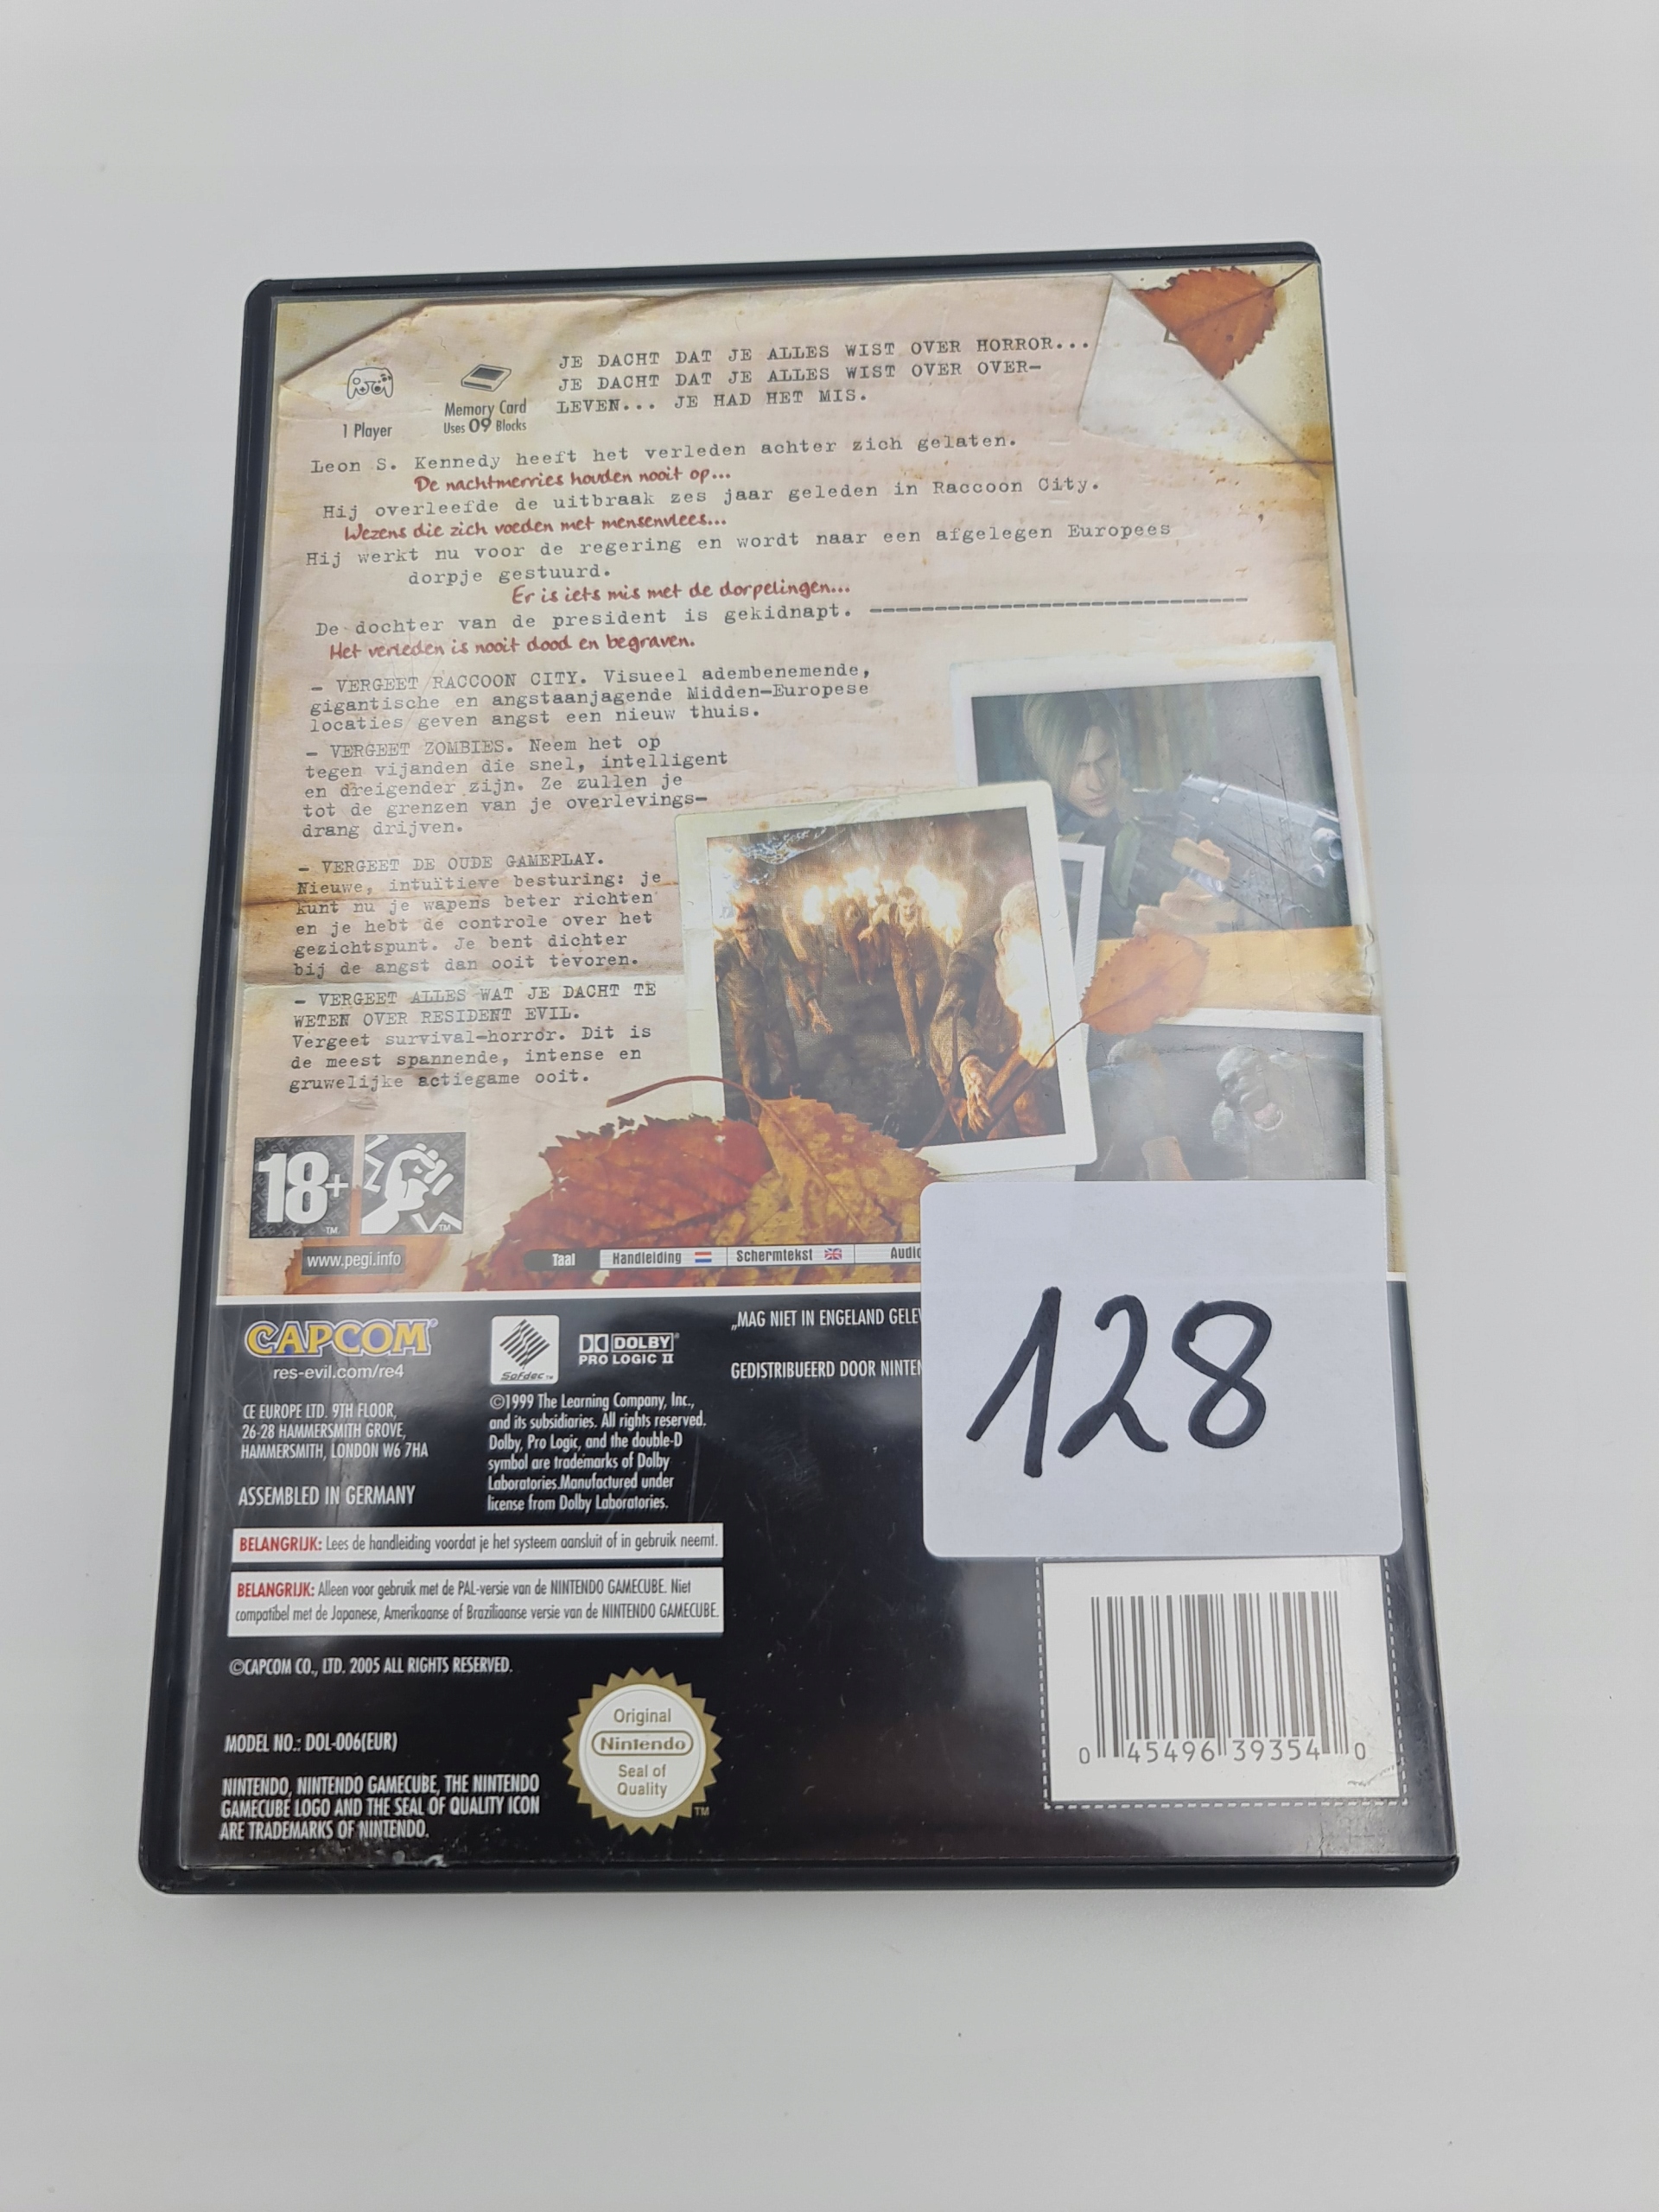 JE DACHT DAT JE ALLES WIST OVER HORROR...
JE DACHT DAT JE ALLES WIST OVER OVER-
LEVEN... JE HAD HET MIS.
1 Player
Memory Card
Uses 09 Blocks
Leon S. Kennedy heeft het verleden achter zich gelaten.
De nachtmerries houden nooit op...
Hij overleefde de uitbraak zes jaar geleden in Raccoon City.
Wezens die zich voeden met mensenvlees...
Hij werkt nu voor de regering en wordt naar een afgelegen Europees
dorpje gestuurd.
Er is iets mis met de dorpelingen...
De dochter van de president is gekidnapt. ------------------------------
Het verleden is nooit dood en begraven.
- VERGEET RACCOON CITY. Visueel adembenemende,
gigantische en angstaanjagende Midden-Europese
locaties geven angst een nieuw thuis.
- VERGEET ZOMBIES. Neem het op
tegen vijanden die snel, intelligent
en dreigender zijn. Ze zullen je
tot de grenzen van je overlevings-
drang drijven.
- VERGEET DE OUDE GAMEPLAY.
Nieuwe, intuïtieve besturing: je
kunt nu je wapens beter richten
en je hebt de controle over het
gezichtspunt. Je bent dichter
bij de angst dan ooit tevoren.
- VERGEET ALLES WAT JE DACHT TE
WETEN OVER RESIDENT EVIL.
Vergeet survival-horror. Dit is
de meest spannende, intense en
gruwelijke actiegame ooit.
18+™
™
www.pegi.info
Taal Handleiding Schermtekst Audio
CAPCOM®
res-evil.com/re4
CE EUROPE LTD. 9TH FLOOR,
26-28 HAMMERSMITH GROVE,
HAMMERSMITH, LONDON W6 7HA
ASSEMBLED IN GERMANY
Sofdec™
DOLBY®
PRO LOGIC II
©1999 The Learning Company, Inc.,
and its subsidiaries. All rights reserved.
Dolby, Pro Logic, and the double-D
symbol are trademarks of Dolby
Laboratories.Manufactured under
license from Dolby Laboratories.
„MAG NIET IN ENGELAND
GEDISTRIBUEERD DOOR
128
BELANGRIJK: Lees de handleiding voordat je het systeem aansluit of in gebruik neemt.
BELANGRIJK: Alleen voor gebruik met de PAL-versie van de NINTENDO GAMECUBE. Niet
compatibel met de Japanese, Amerikaanse of Braziliaanse versie van de NINTENDO GAMECUBE.
©CAPCOM CO., LTD. 2005 ALL RIGHTS RESERVED.
MODEL NO.: DOL-006(EUR)
NINTENDO, NINTENDO GAMECUBE, THE NINTENDO
GAMECUBE LOGO AND THE SEAL OF QUALITY ICON
ARE TRADEMARKS OF NINTENDO.
Original
Nintendo
Seal of
Quality
™
0 45496 39354 0